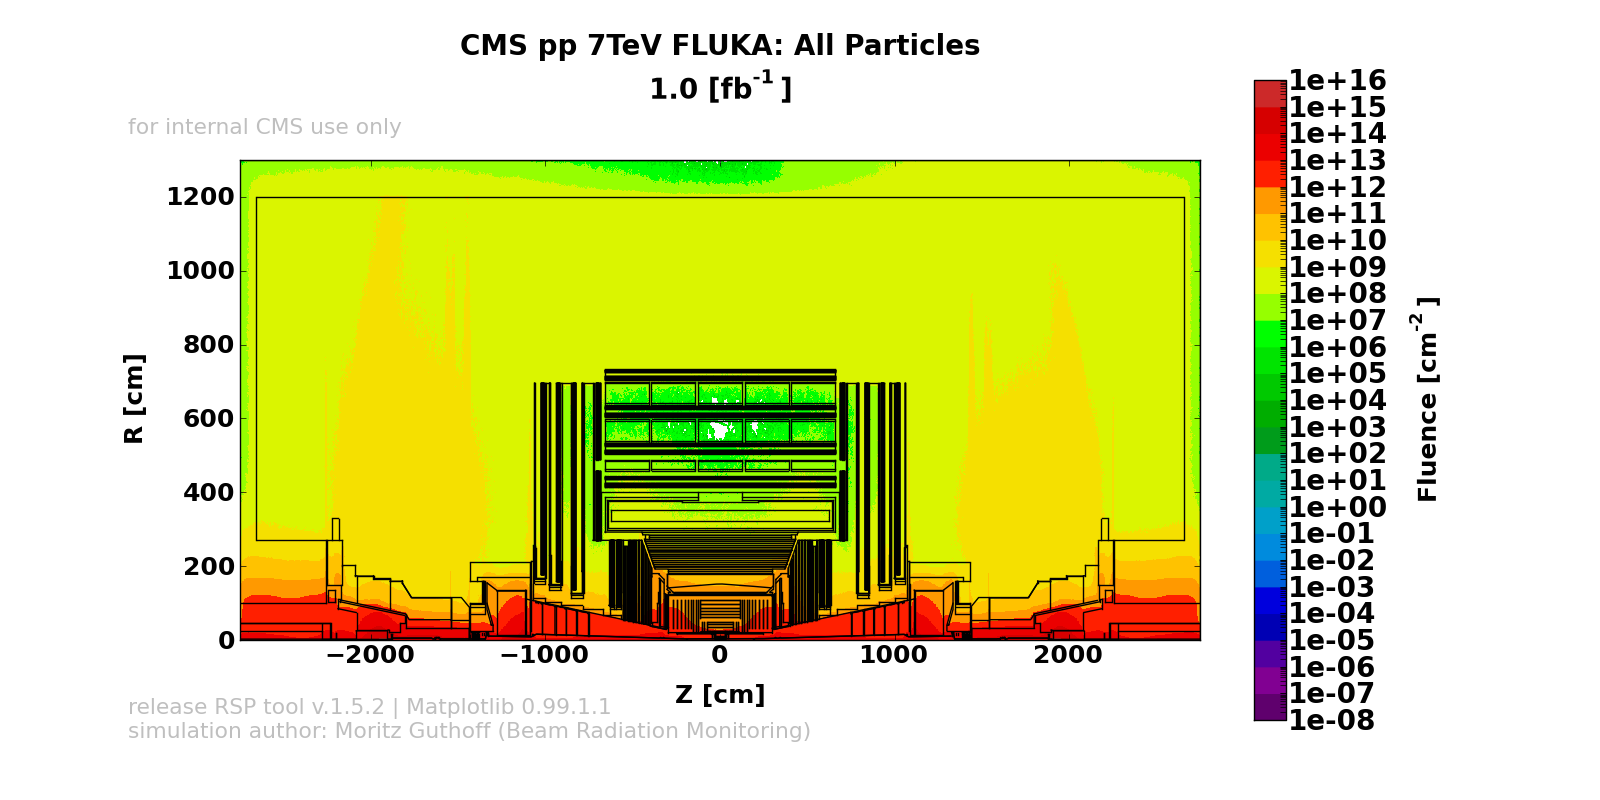 CMS pp 7TeV FLUKA: All Particles
1.0 [fb⁻¹]
for internal CMS use only
1e+16
1e+15
1e+14
1e+13
1e+12
1e+11
1e+10
1e+09
1e+08
1e+07
1e+06
1e+05
1e+04
1e+03
1e+02
1e+01
1e+00
1e-01
1e-02
1e-03
1e-04
1e-05
1e-06
1e-07
1e-08
Fluence [cm⁻²]
1200
1000
800
600
400
200
0
R [cm]
−2000 −1000 0 1000 2000
Z [cm]
release RSP tool v.1.5.2 | Matplotlib 0.99.1.1
simulation author: Moritz Guthoff (Beam Radiation Monitoring)